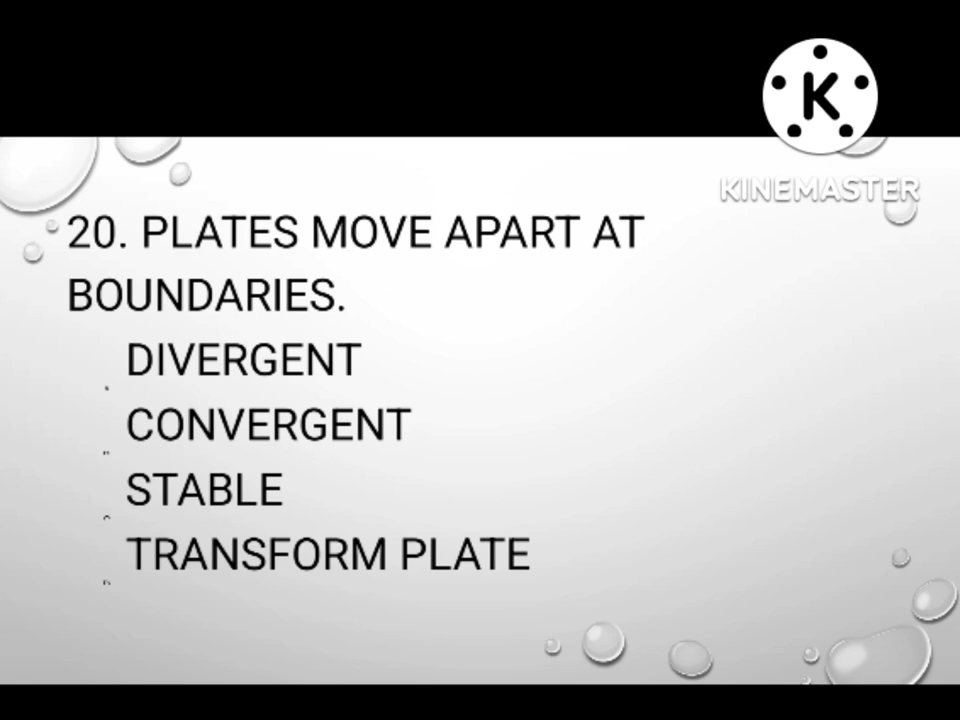 K
KINEMASTER
20. PLATES MOVE APART AT
BOUNDARIES.
DIVERGENT
CONVERGENT
STABLE
TRANSFORM PLATE